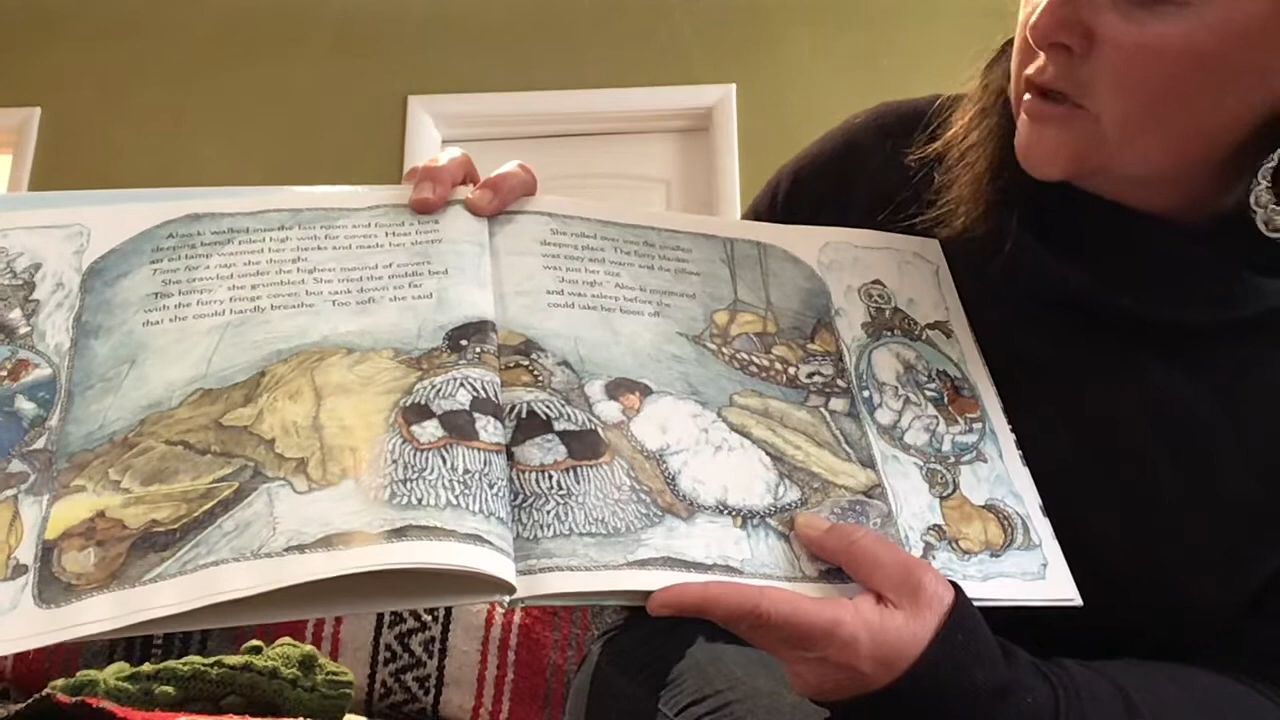 Aloo-ki walked into the last room and found a long
sleeping bench piled high with fur covers. Heat from
an oil lamp warmed her cheeks and made her sleepy.
Time for a nap, she thought.
She crawled under the highest mound of covers.
"Too lumpy," she grumbled. She tried the middle bed
with the furry fringe cover, but sank down so far
that she could hardly breathe. "Too soft," she said
She rolled over into the smallest
sleeping place. The furry blanket
was cozy and warm and the pillow
was just her size.
"Just right," Aloo-ki murmured
and was asleep before she
could take her boots off.